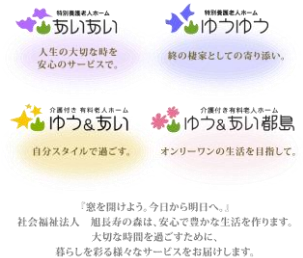 特別養護老人ホーム
あいあい
人生の大切な時を
安心のサービスで。
特別養護老人ホーム
ゆうゆう
終の棲家としての寄り添い。
介護付き 有料老人ホーム
ゆう&あい
自分スタイルで過ごす。
介護付き有料老人ホーム
ゆう&あい 都島
オンリーワンの生活を目指して。
『窓を開けよう。今日から明日へ。』
社会福祉法人　旭長寿の森は、安心で豊かな生活を作ります。
大切な時間を過ごすために、
暮らしを彩る様々なサービスをお届けします。